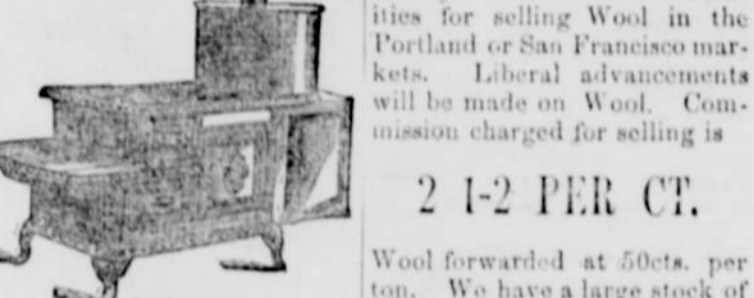 ities for selling Wool in the
Portland or San Francisco mar-
kets. Liberal advancements
will be made on Wool. Com-
mission charged for selling is
2 1-2 PER CT.
Wool forwarded at 50cts. per
ton. We have a large stock of